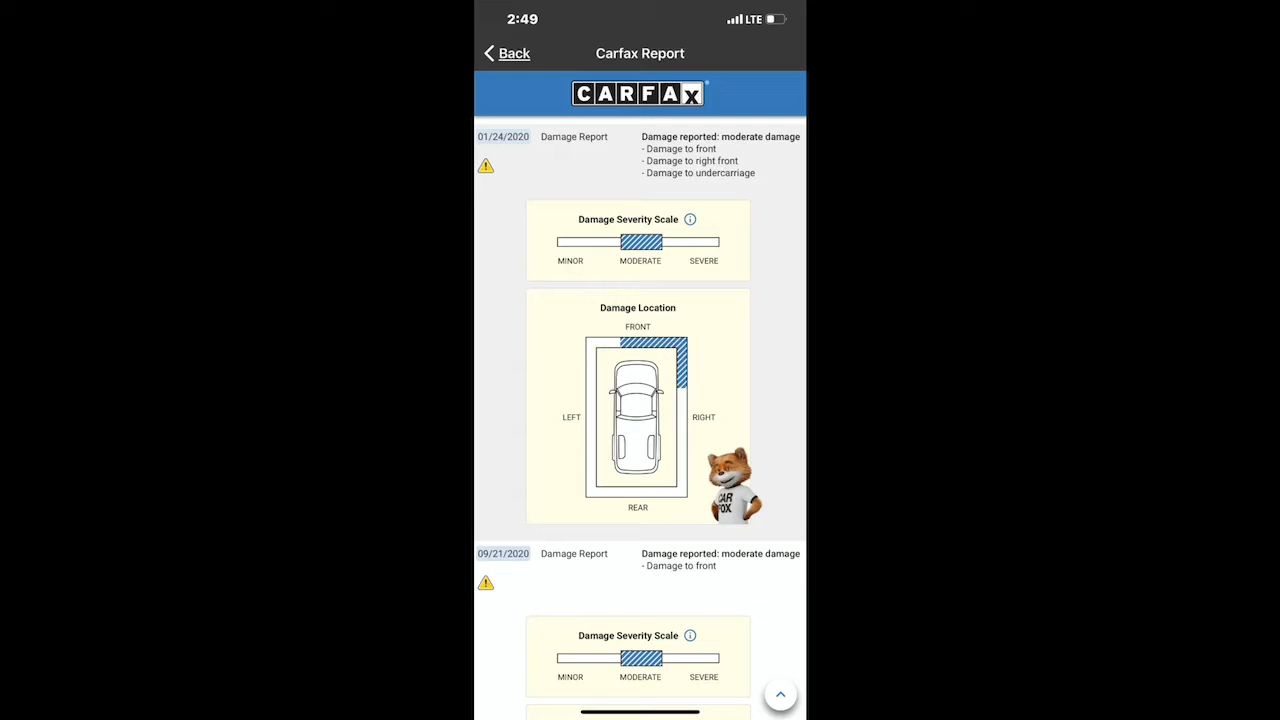 2:49 LTE
Back Carfax Report
CARFAX
01/24/2020 Damage Report Damage reported: moderate damage
- Damage to front
- Damage to right front
- Damage to undercarriage
Damage Severity Scale
MINOR MODERATE SEVERE
Damage Location
FRONT
LEFT RIGHT
CAR
FOX
REAR
09/21/2020 Damage Report Damage reported: moderate damage
- Damage to front
Damage Severity Scale
MINOR MODERATE SEVERE